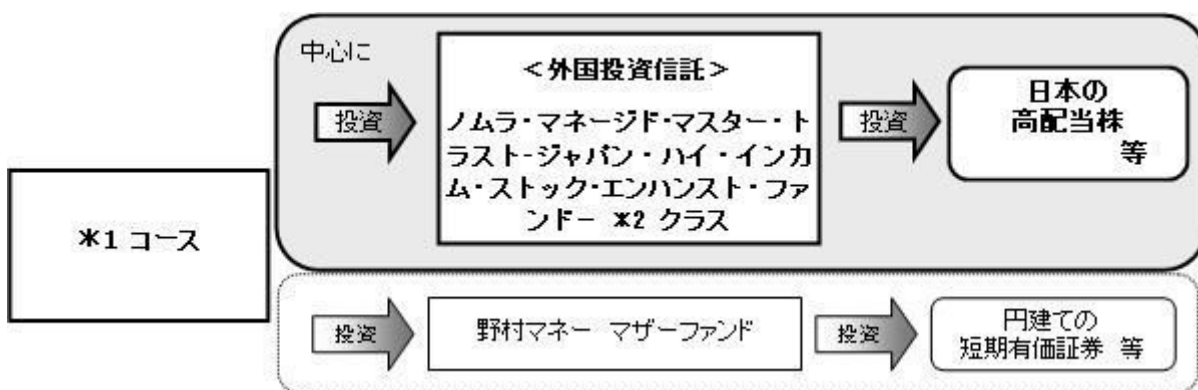 中心に
投資
<外国投資信託>
ノムラ・マネージド・マスター・ト
ラスト-ジャパン・ハイ・インカ
ム・ストック・エンハンスト・ファ
ンドー *2 クラス
投資
日本の
高配当株
等
*1 コース
投資
野村マネー マザーファンド
投資
円建ての
短期有価証券 等